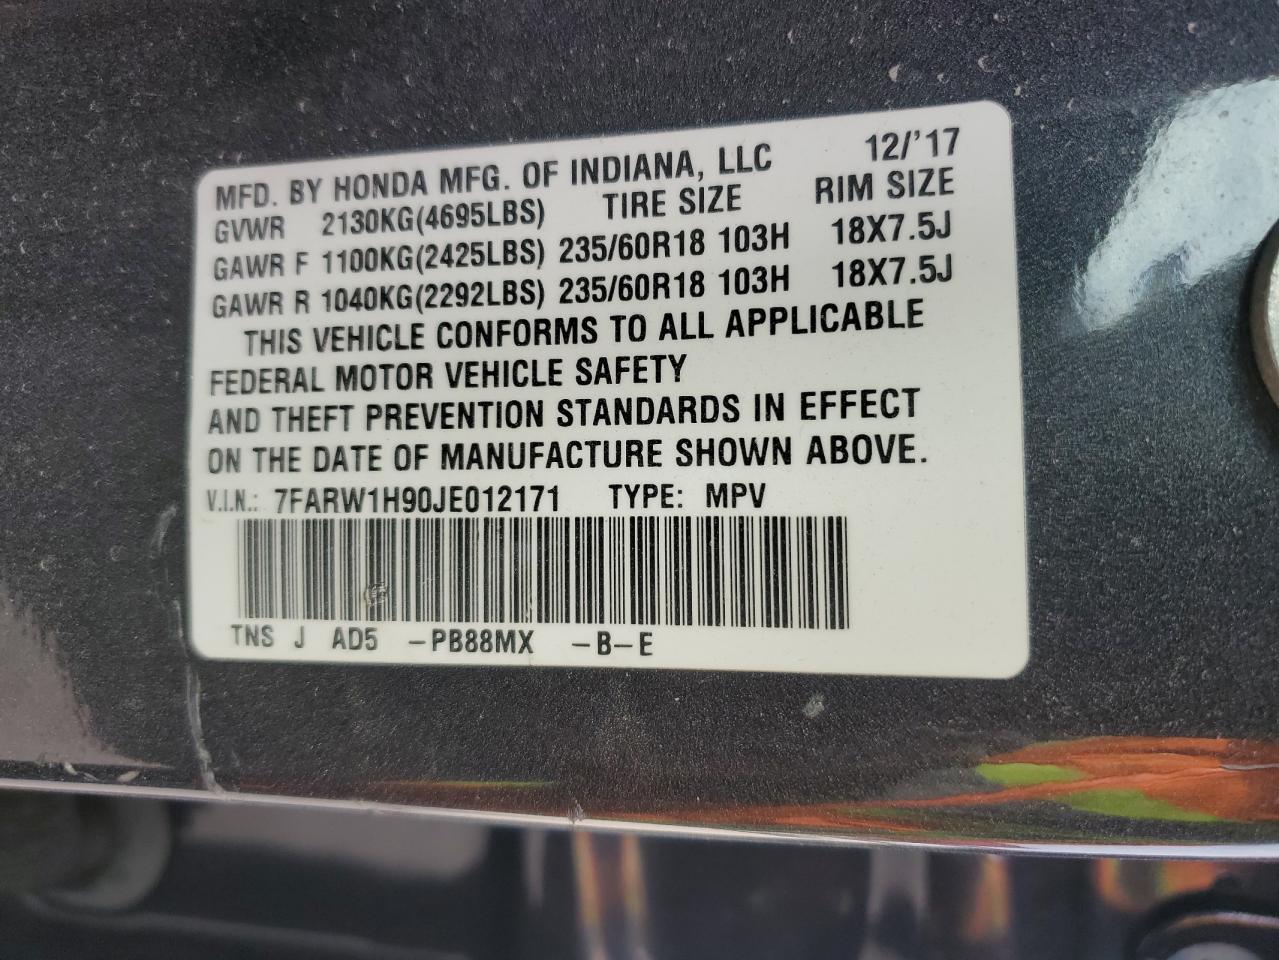 MFD. BY HONDA MFG. OF INDIANA, LLC 12/'17
GVWR 2130KG(4695LBS) TIRE SIZE RIM SIZE
GAWR F 1100KG(2425LBS) 235/60R18 103H 18X7.5J
GAWR R 1040KG(2292LBS) 235/60R18 103H 18X7.5J
THIS VEHICLE CONFORMS TO ALL APPLICABLE
FEDERAL MOTOR VEHICLE SAFETY
AND THEFT PREVENTION STANDARDS IN EFFECT
ON THE DATE OF MANUFACTURE SHOWN ABOVE.
V.I.N.: 7FARW1H90JE012171 TYPE: MPV
TNS J AD5 -PB88MX -B-E